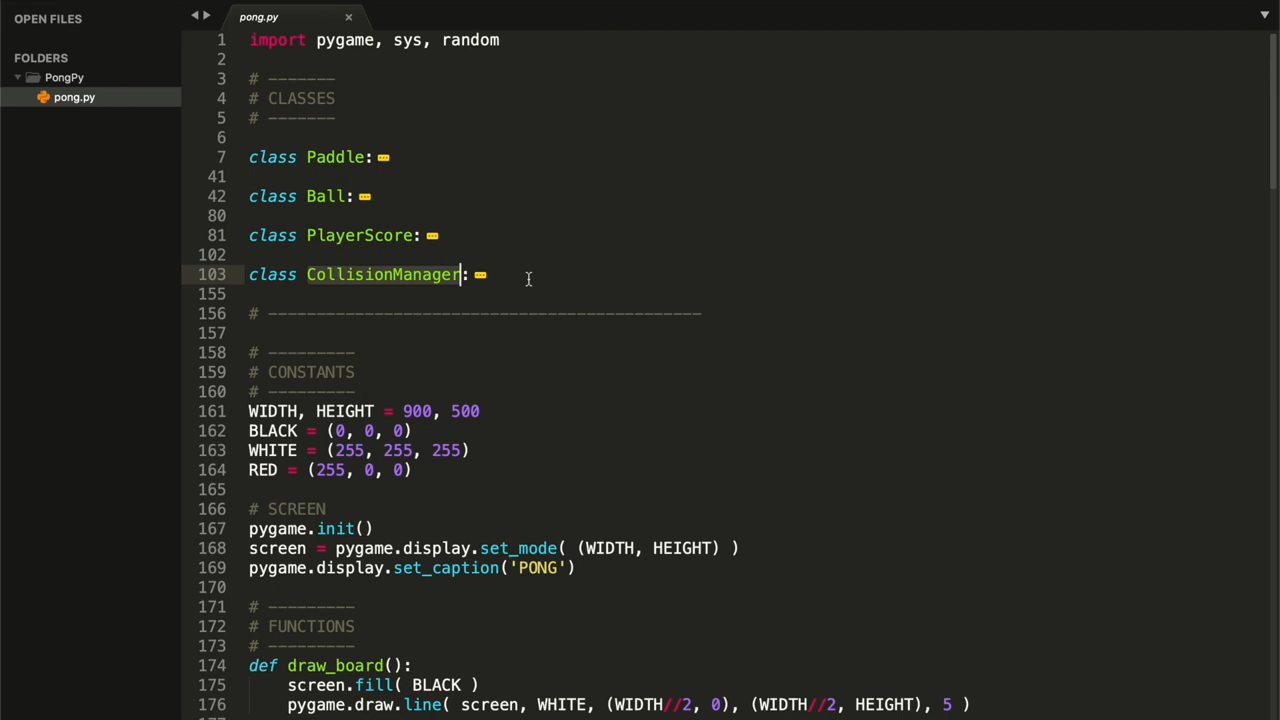 OPEN FILES
FOLDERS
PongPy
pong.py
pong.py
1 import pygame, sys, random
2
3 # -------
4 # CLASSES
5 # -------
6
7 class Paddle:
41
42 class Ball:
80
81 class PlayerScore:
102
103 class CollisionManager:
155
156 # ---------------------------------------------
157
158 # ---------
159 # CONSTANTS
160 # ---------
161 WIDTH, HEIGHT = 900, 500
162 BLACK = (0, 0, 0)
163 WHITE = (255, 255, 255)
164 RED = (255, 0, 0)
165
166 # SCREEN
167 pygame.init()
168 screen = pygame.display.set_mode( (WIDTH, HEIGHT) )
169 pygame.display.set_caption('PONG')
170
171 # ---------
172 # FUNCTIONS
173 # ---------
174 def draw_board():
175     screen.fill( BLACK )
176     pygame.draw.line( screen, WHITE, (WIDTH//2, 0), (WIDTH//2, HEIGHT), 5 )